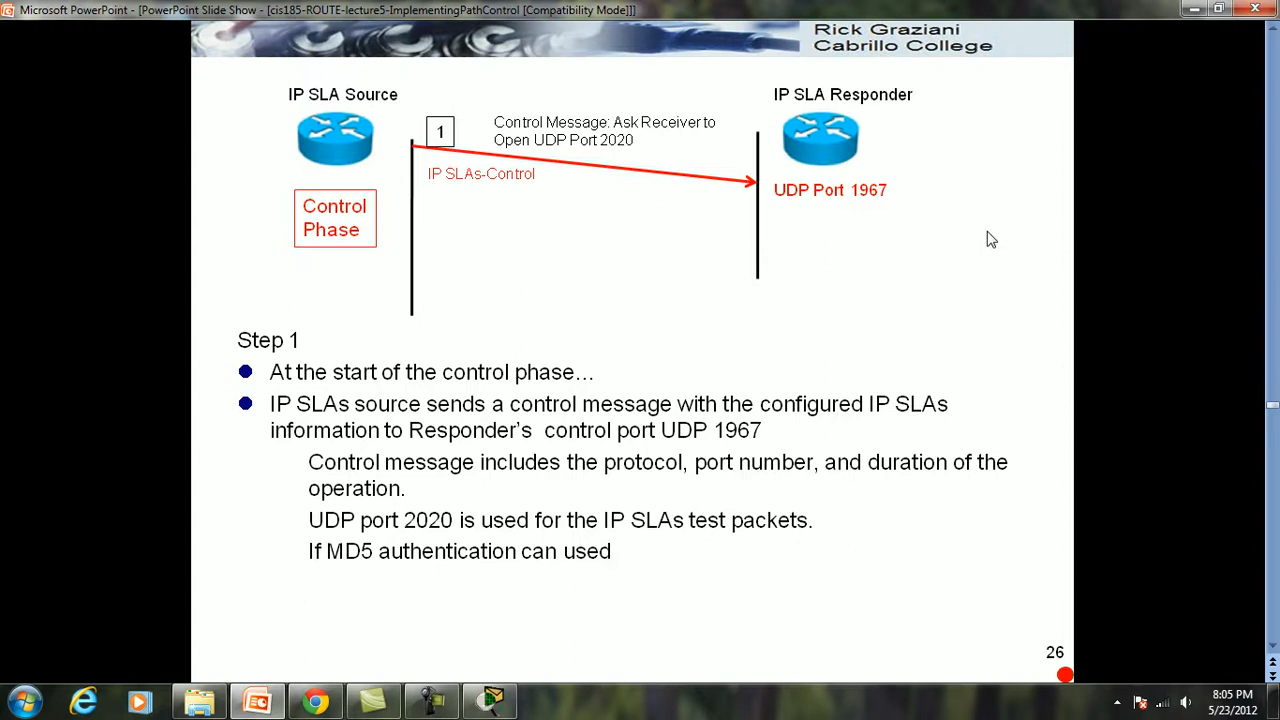 Microsoft PowerPoint - [PowerPoint Slide Show - [cis185-ROUTE-lecture5-ImplementingPathControl [Compatibility Mode]]]
Rick Graziani
Cabrillo College
IP SLA Source
IP SLA Responder
1
Control Message: Ask Receiver to
Open UDP Port 2020
IP SLAs-Control
UDP Port 1967
Control
Phase
Step 1
At the start of the control phase…
IP SLAs source sends a control message with the configured IP SLAs
information to Responder’s  control port UDP 1967
Control message includes the protocol, port number, and duration of the
operation.
UDP port 2020 is used for the IP SLAs test packets.
If MD5 authentication can used
26
8:05 PM
5/23/2012